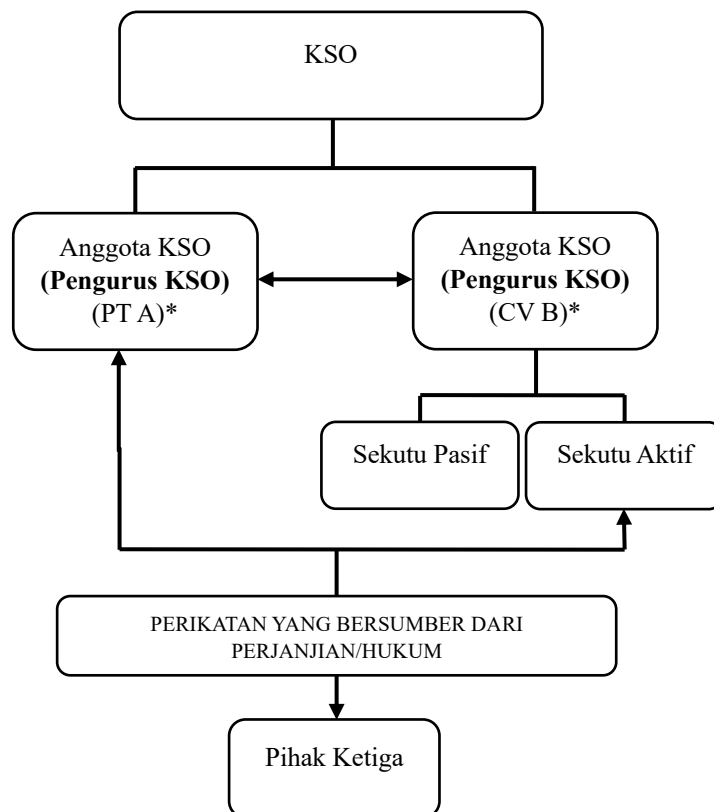 KSO
Anggota KSO
(Pengurus KSO)
(PT A)*
Anggota KSO
(Pengurus KSO)
(CV B)*
Sekutu Pasif
Sekutu Aktif
PERIKATAN YANG BERSUMBER DARI
PERJANJIAN/HUKUM
Pihak Ketiga